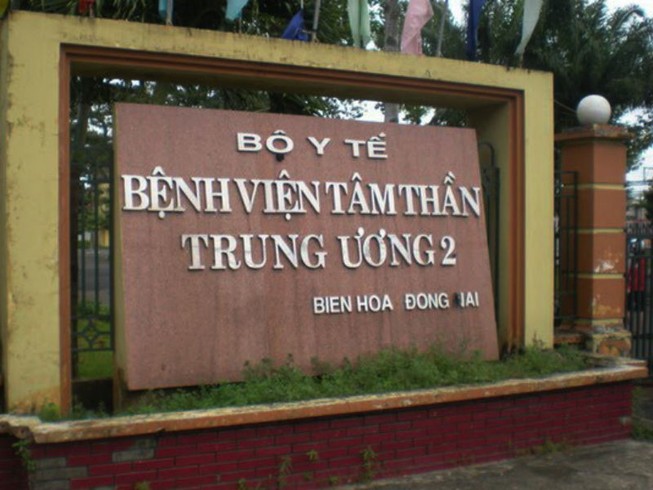 BỘ Y TẾ
BỆNH VIỆN TÂM THẦN
TRUNG ƯƠNG 2
BIEN HOA ĐONG NAI